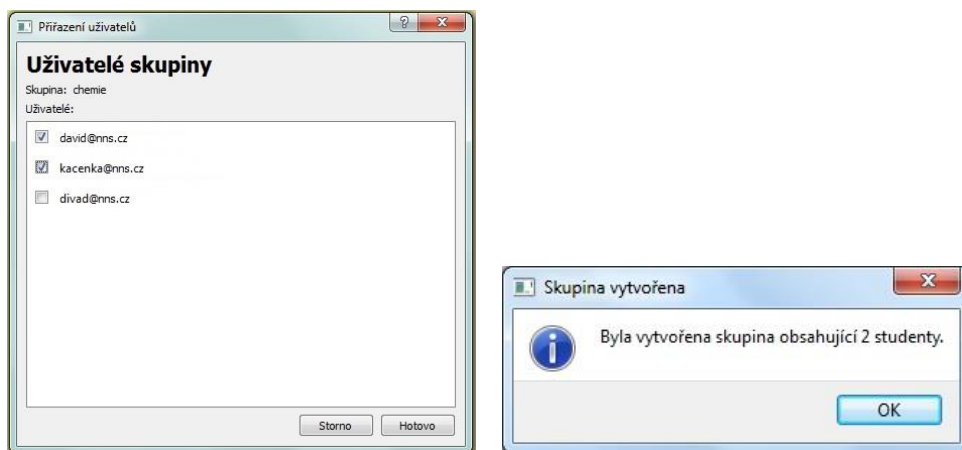 Přiřazení uživatelů
Uživatelé skupiny
Skupina: chemie
Uživatelé:
david@nns.cz
kacenka@nns.cz
divad@nns.cz
Storno Hotovo
Skupina vytvořena
Byla vytvořena skupina obsahující 2 studenty.
OK